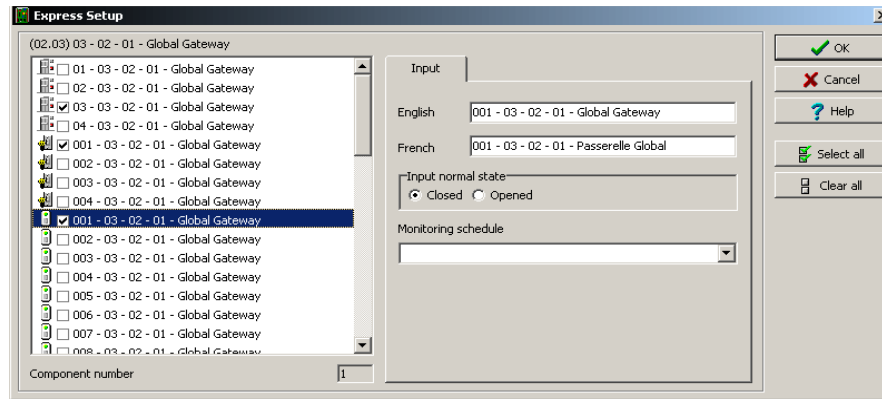 Express Setup
(02.03) 03 - 02 - 01 - Global Gateway
01 - 03 - 02 - 01 - Global Gateway
02 - 03 - 02 - 01 - Global Gateway
03 - 03 - 02 - 01 - Global Gateway
04 - 03 - 02 - 01 - Global Gateway
001 - 03 - 02 - 01 - Global Gateway
002 - 03 - 02 - 01 - Global Gateway
003 - 03 - 02 - 01 - Global Gateway
004 - 03 - 02 - 01 - Global Gateway
001 - 03 - 02 - 01 - Global Gateway
002 - 03 - 02 - 01 - Global Gateway
003 - 03 - 02 - 01 - Global Gateway
004 - 03 - 02 - 01 - Global Gateway
005 - 03 - 02 - 01 - Global Gateway
006 - 03 - 02 - 01 - Global Gateway
007 - 03 - 02 - 01 - Global Gateway
008 - 03 - 02 - 01 - Global Gateway
Component number 1
Input
English 001 - 03 - 02 - 01 - Global Gateway
French 001 - 03 - 02 - 01 - Passerelle Global
Input normal state
Closed Opened
Monitoring schedule
OK
Cancel
? Help
Select all
Clear all